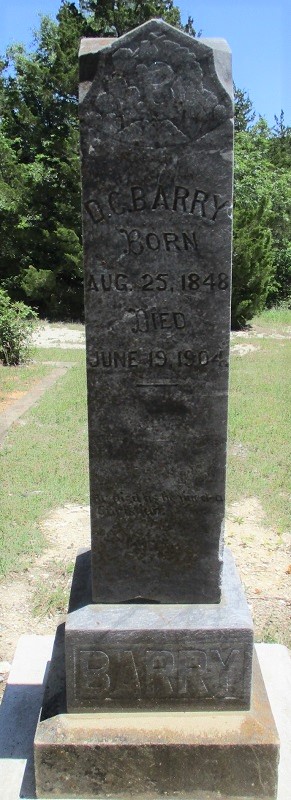 D.C. BARRY
BORN
AUG. 25, 1848
DIED
JUNE 19, 1904.
BARRY